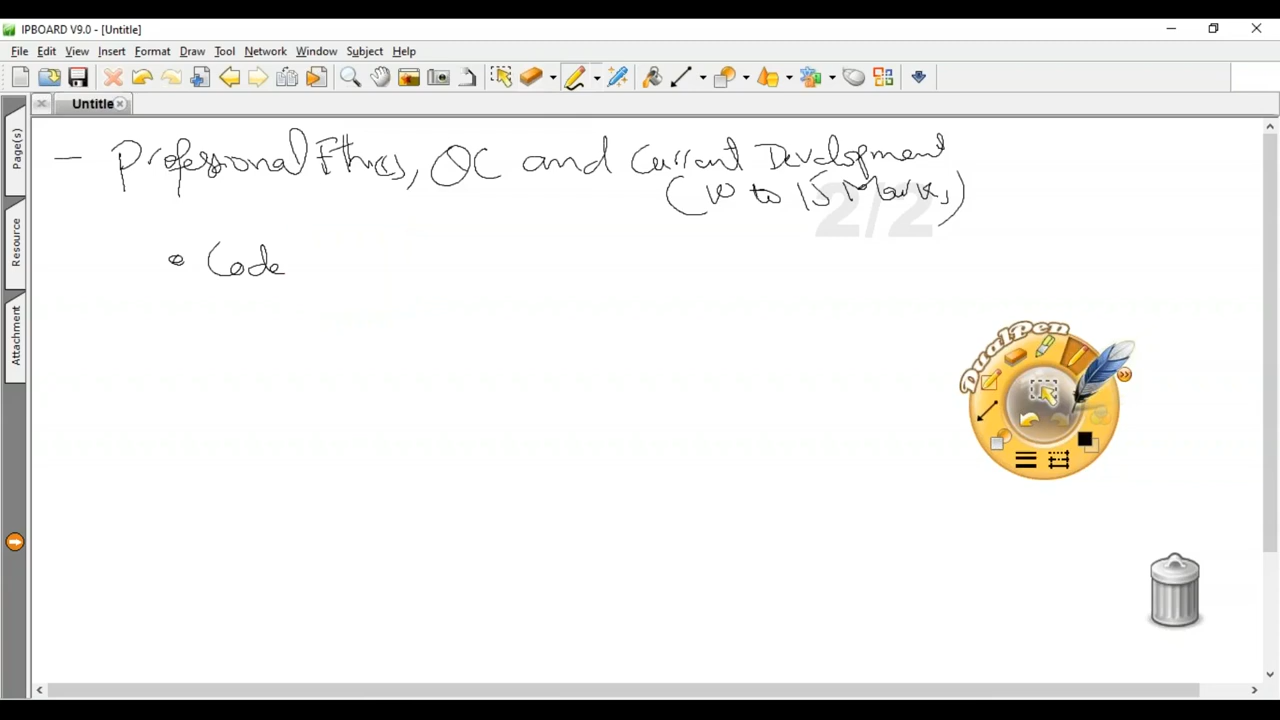 IPBOARD V9.0 - [Untitle]
File Edit View Insert Format Draw Tool Network Window Subject Help
Untitle
Page(s)
Resource
Attachment
- Professional Ethics, QC and Current Development
(10 to 15 Marks)
2/2
• Code
DualPen